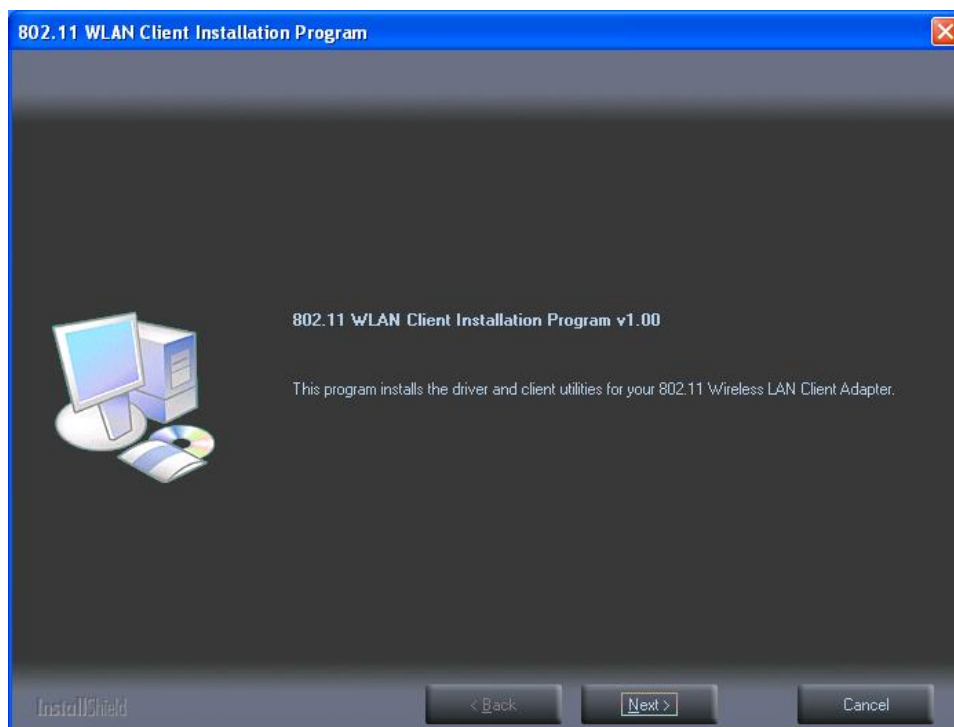 802.11 WLAN Client Installation Program
802.11 WLAN Client Installation Program v1.00
This program installs the driver and client utilities for your 802.11 Wireless LAN Client Adapter.
InstallShield
< Back
Next >
Cancel